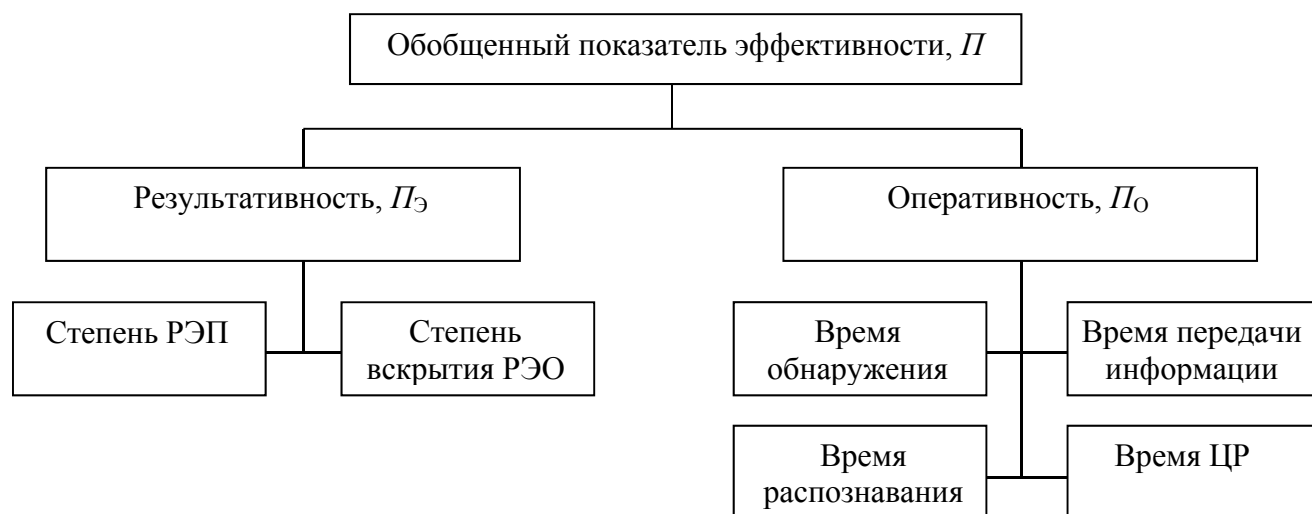 Обобщенный показатель эффективности, П
Результативность, ПЭ
Оперативность, ПО
Степень РЭП
Степень
вскрытия РЭО
Время
обнаружения
Время передачи
информации
Время
распознавания
Время ЦР